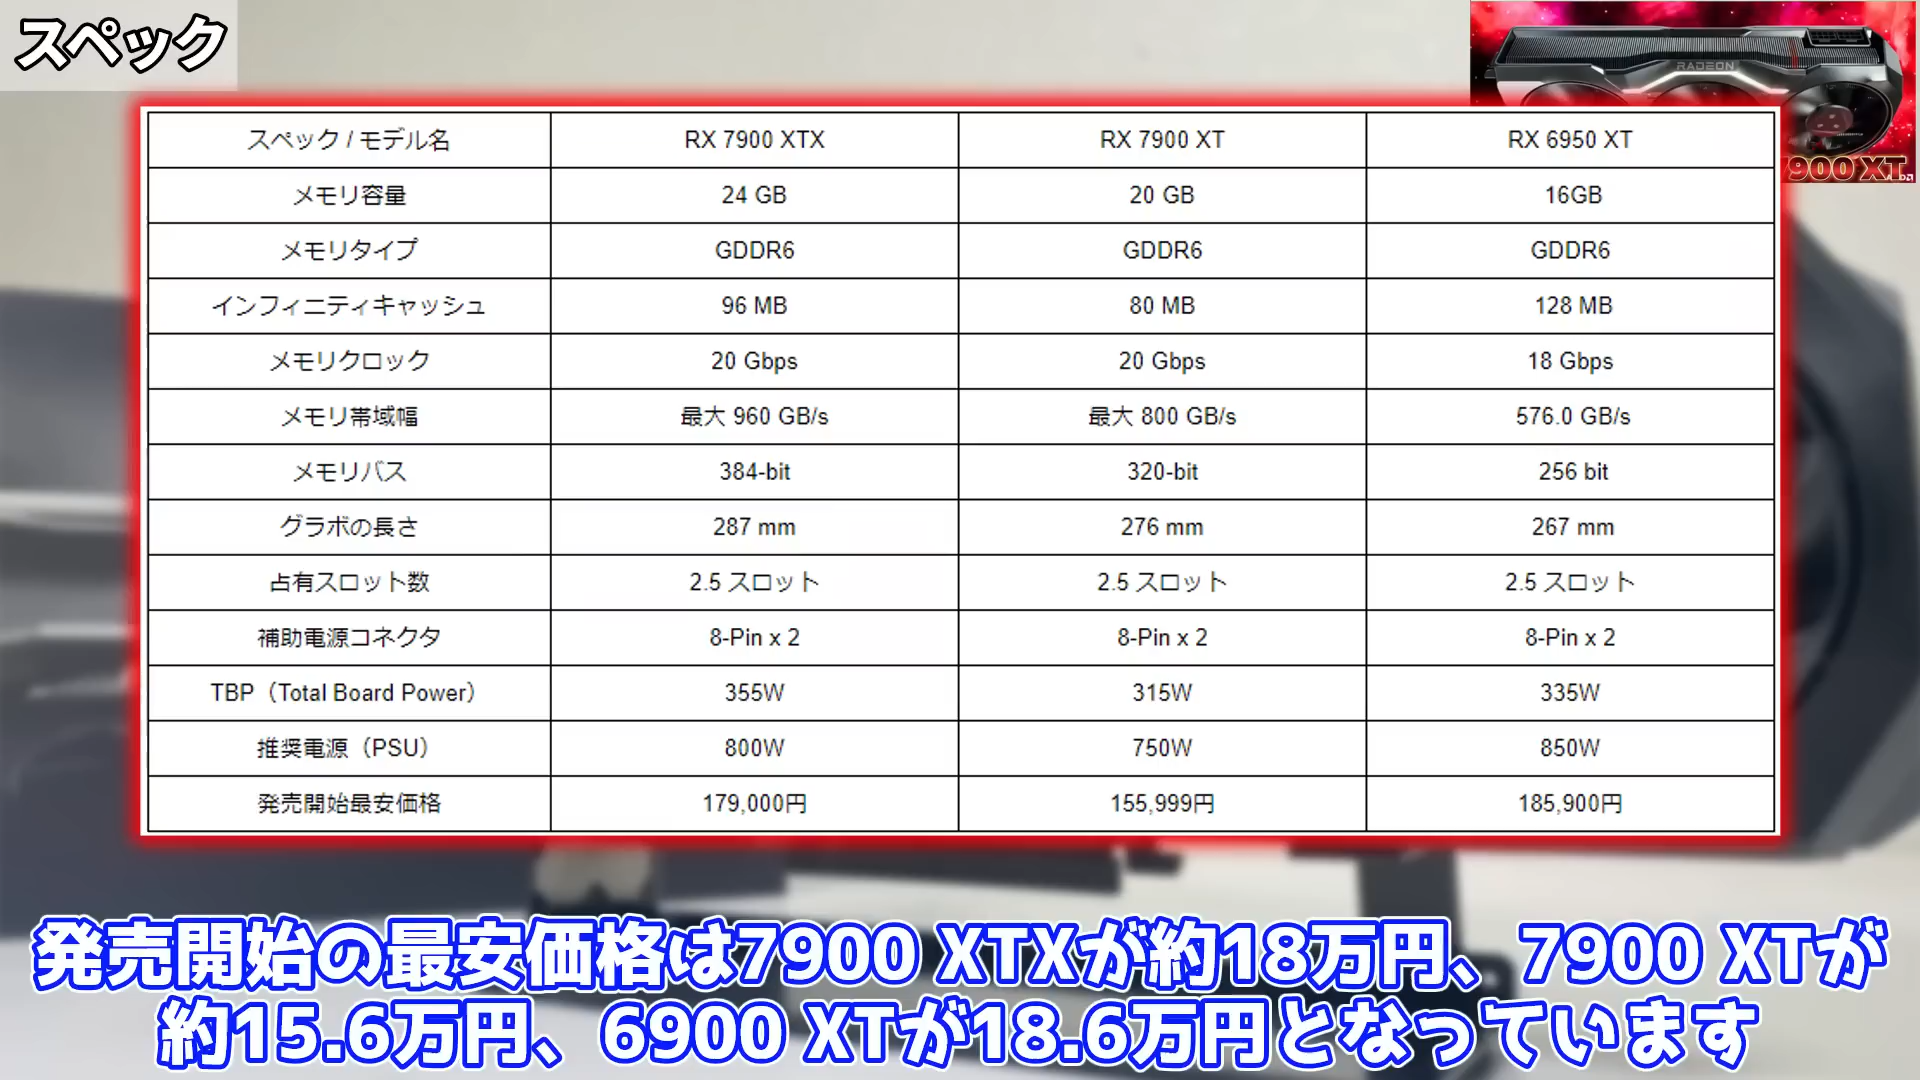 スペック
RADEON
7900 XT
スペック / モデル名 RX 7900 XTX RX 7900 XT RX 6950 XT
メモリ容量 24 GB 20 GB 16GB
メモリタイプ GDDR6 GDDR6 GDDR6
インフィニティキャッシュ 96 MB 80 MB 128 MB
メモリクロック 20 Gbps 20 Gbps 18 Gbps
メモリ帯域幅 最大 960 GB/s 最大 800 GB/s 576.0 GB/s
メモリバス 384-bit 320-bit 256 bit
グラボの長さ 287 mm 276 mm 267 mm
占有スロット数 2.5 スロット 2.5 スロット 2.5 スロット
補助電源コネクタ 8-Pin x 2 8-Pin x 2 8-Pin x 2
TBP（Total Board Power） 355W 315W 335W
推奨電源（PSU） 800W 750W 850W
発売開始最安価格 179,000円 155,999円 185,900円
発売開始の最安価格は7900 XTXが約18万円、7900 XTが
約15.6万円、6900 XTが18.6万円となっています